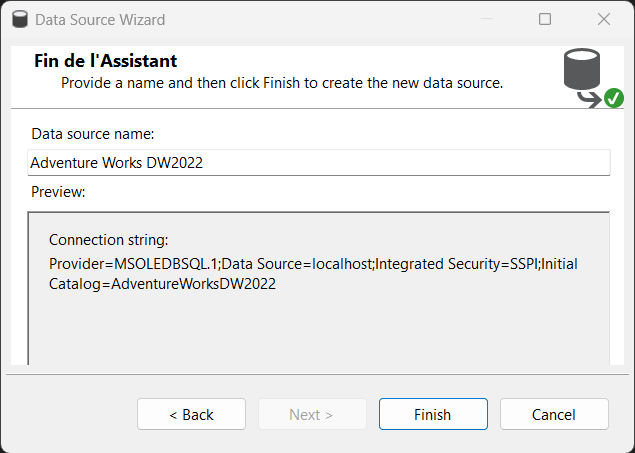 Data Source Wizard
Fin de l'Assistant
Provide a name and then click Finish to create the new data source.
Data source name:
Adventure Works DW2022
Preview:
Connection string:
Provider=MSOLEDBSQL.1;Data Source=localhost;Integrated Security=SSPI;Initial
Catalog=AdventureWorksDW2022
< Back
Next >
Finish
Cancel